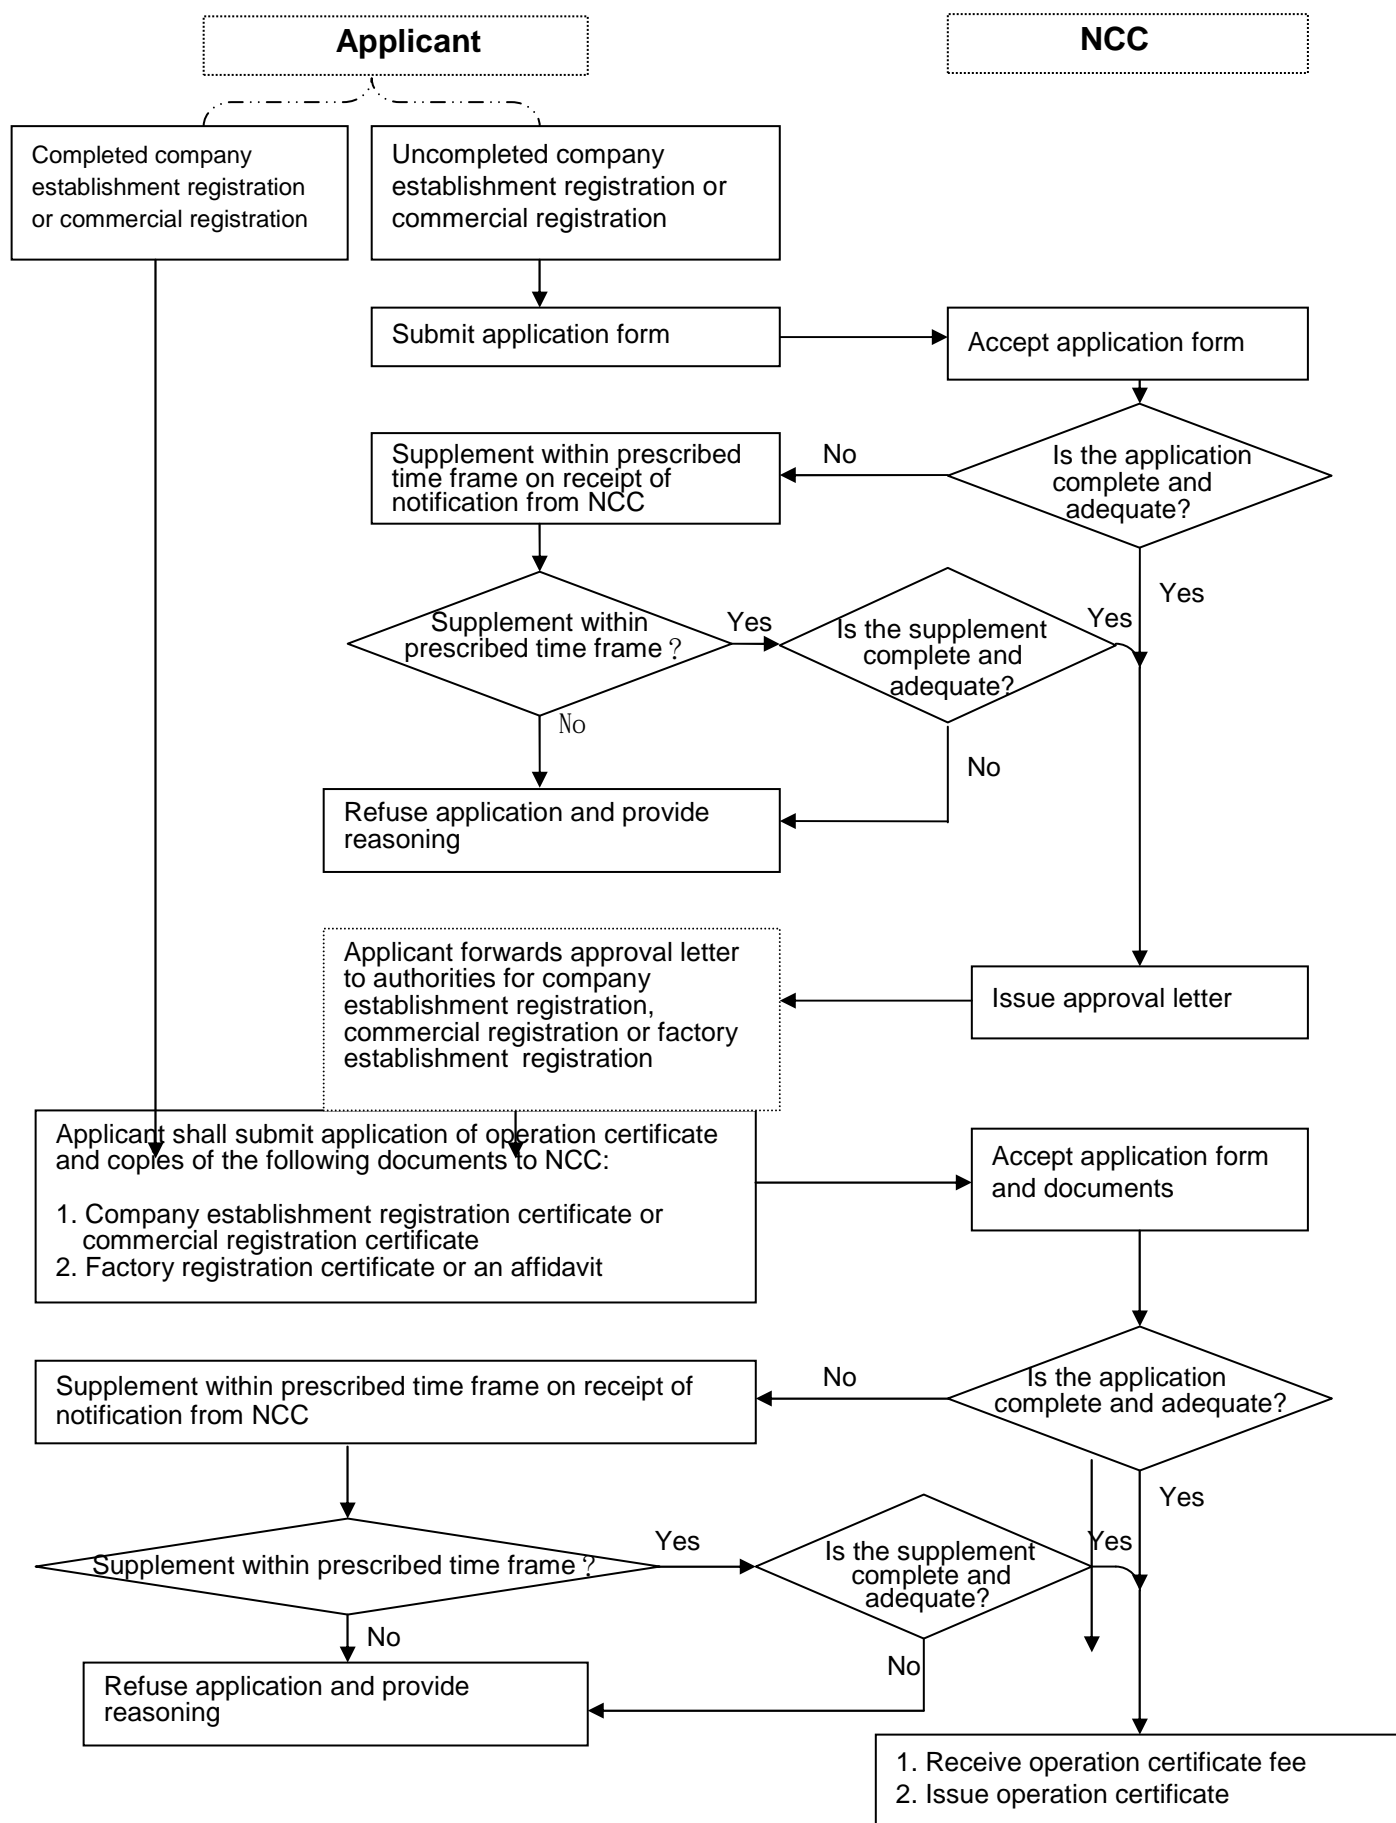 Applicant
NCC
Completed company
establishment registration
or commercial registration
Uncompleted company
establishment registration or
commercial registration
Submit application form
Accept application form
Supplement within prescribed
time frame on receipt of
notification from NCC
No
Is the application
complete and
adequate?
Yes
Supplement within
prescribed time frame？
Yes
Is the supplement
complete and
adequate?
Yes
No
No
Refuse application and provide
reasoning
Applicant forwards approval letter
to authorities for company
establishment registration,
commercial registration or factory
establishment registration
Issue approval letter
Applicant shall submit application of operation certificate
and copies of the following documents to NCC:
1. Company establishment registration certificate or
commercial registration certificate
2. Factory registration certificate or an affidavit
Accept application form
and documents
Supplement within prescribed time frame on receipt of
notification from NCC
No
Is the application
complete and adequate?
Yes
Supplement within prescribed time frame？
Yes
Is the supplement
complete and
adequate?
Yes
No
No
Refuse application and provide
reasoning
1. Receive operation certificate fee
2. Issue operation certificate